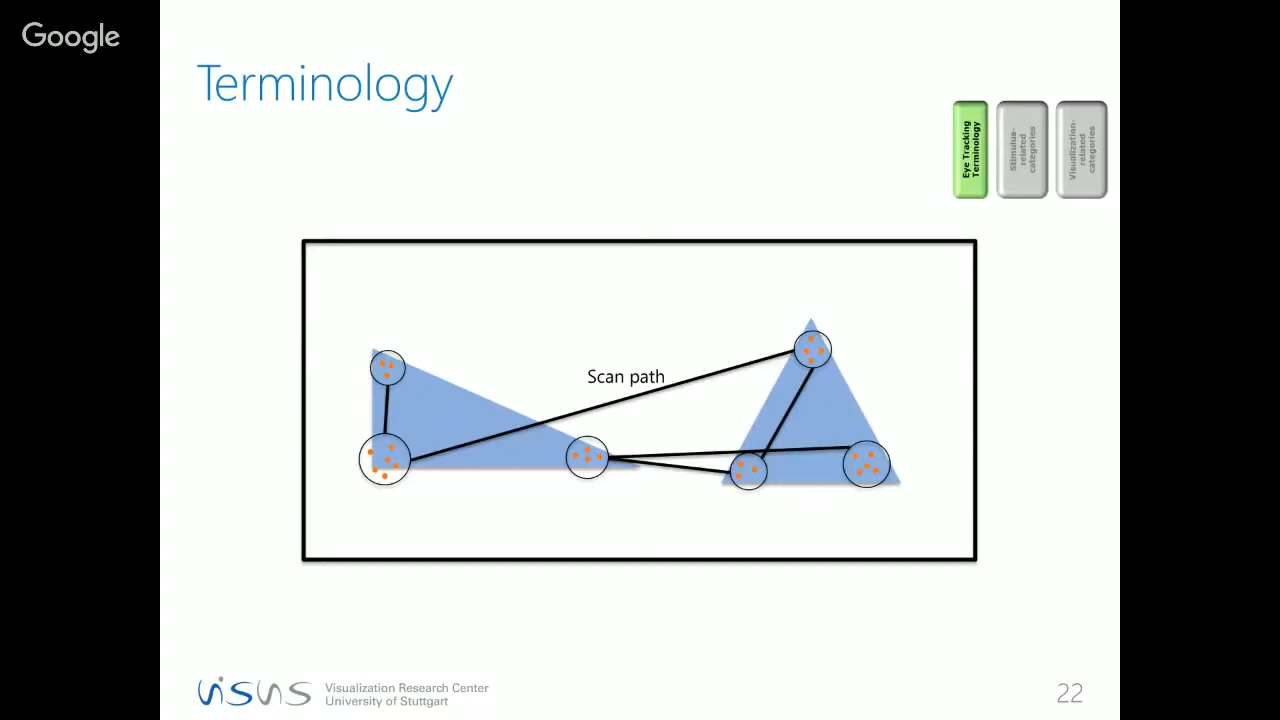 Google
Terminology
Eye Tracking
Terminology
Stimulus-
related
categories
Visualization-
related
categories
Scan path
VISUS
Visualization Research Center
University of Stuttgart
22